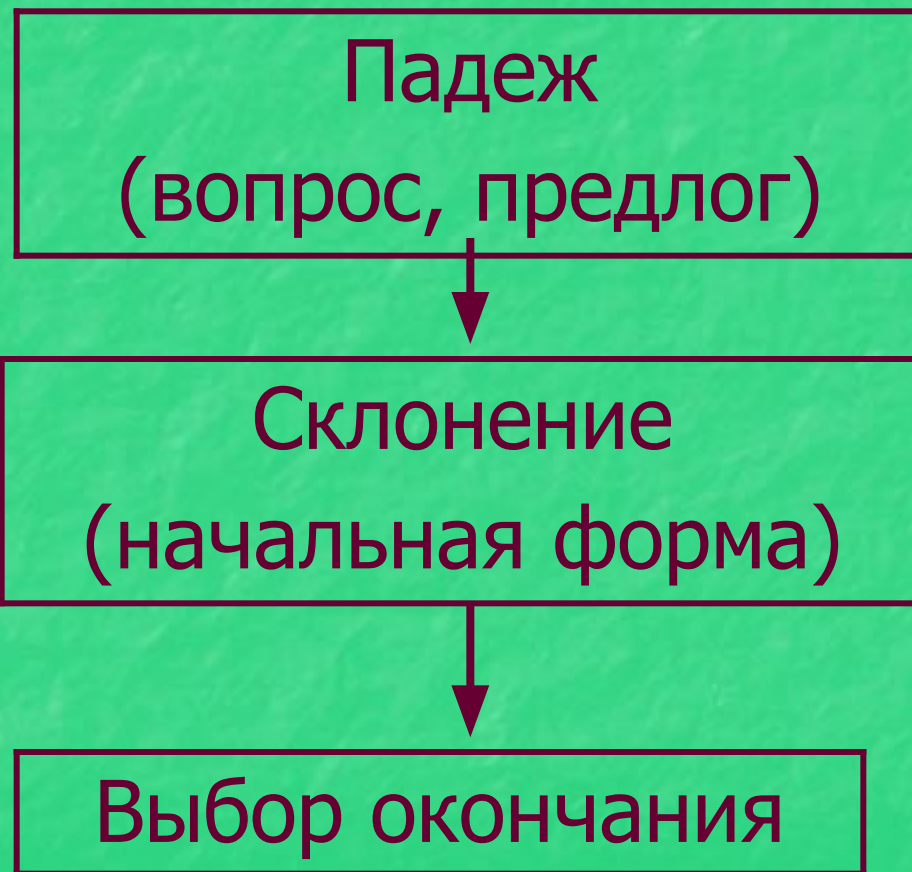 Падеж
(вопрос, предлог)
Склонение
(начальная форма)
Выбор окончания